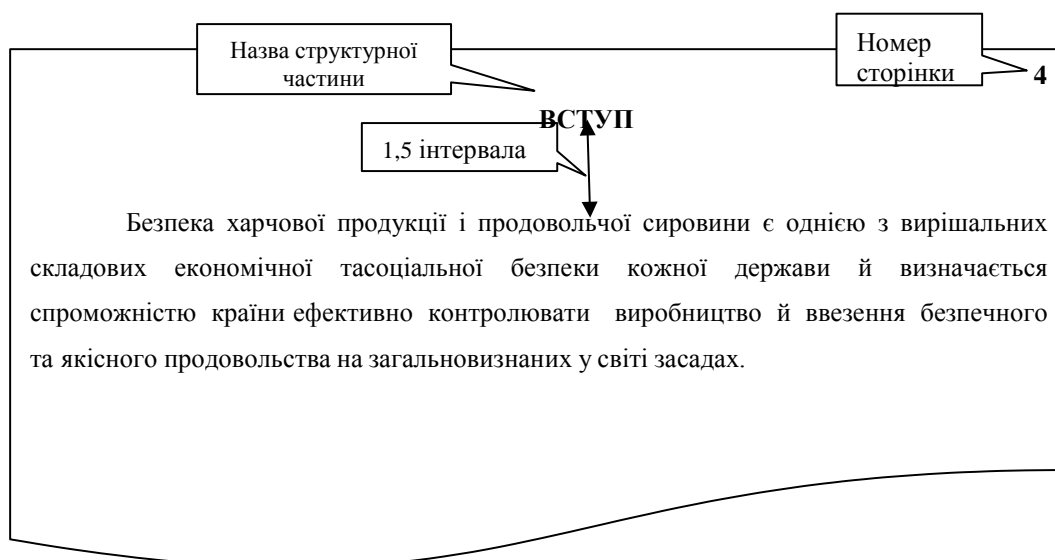 Назва структурної
частини
Номер
сторінки
4
ВСТУП
1,5 інтервала
Безпека харчової продукції і продовольчої сировини є однією з вирішальних
складових економічної тасоціальної безпеки кожної держави й визначається
спроможністю країни ефективно контролювати виробництво й ввезення безпечного
та якісного продовольства на загальновизнаних у світі засадах.